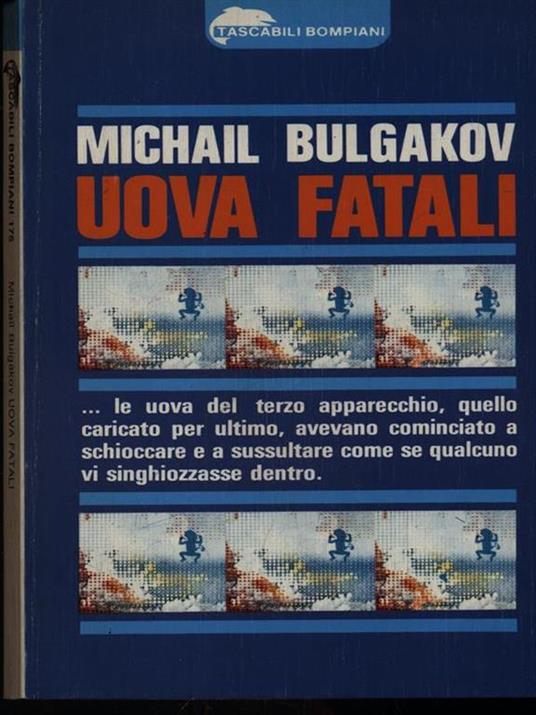 TASCABILI BOMPIANI
MICHAIL BULGAKOV
UOVA FATALI
... le uova del terzo apparecchio, quello
caricato per ultimo, avevano cominciato a
schioccare e a sussultare come se qualcuno
vi singhiozzasse dentro.
TASCABILI BOMPIANI 175
Michail Bulgakov UOVA FATALI